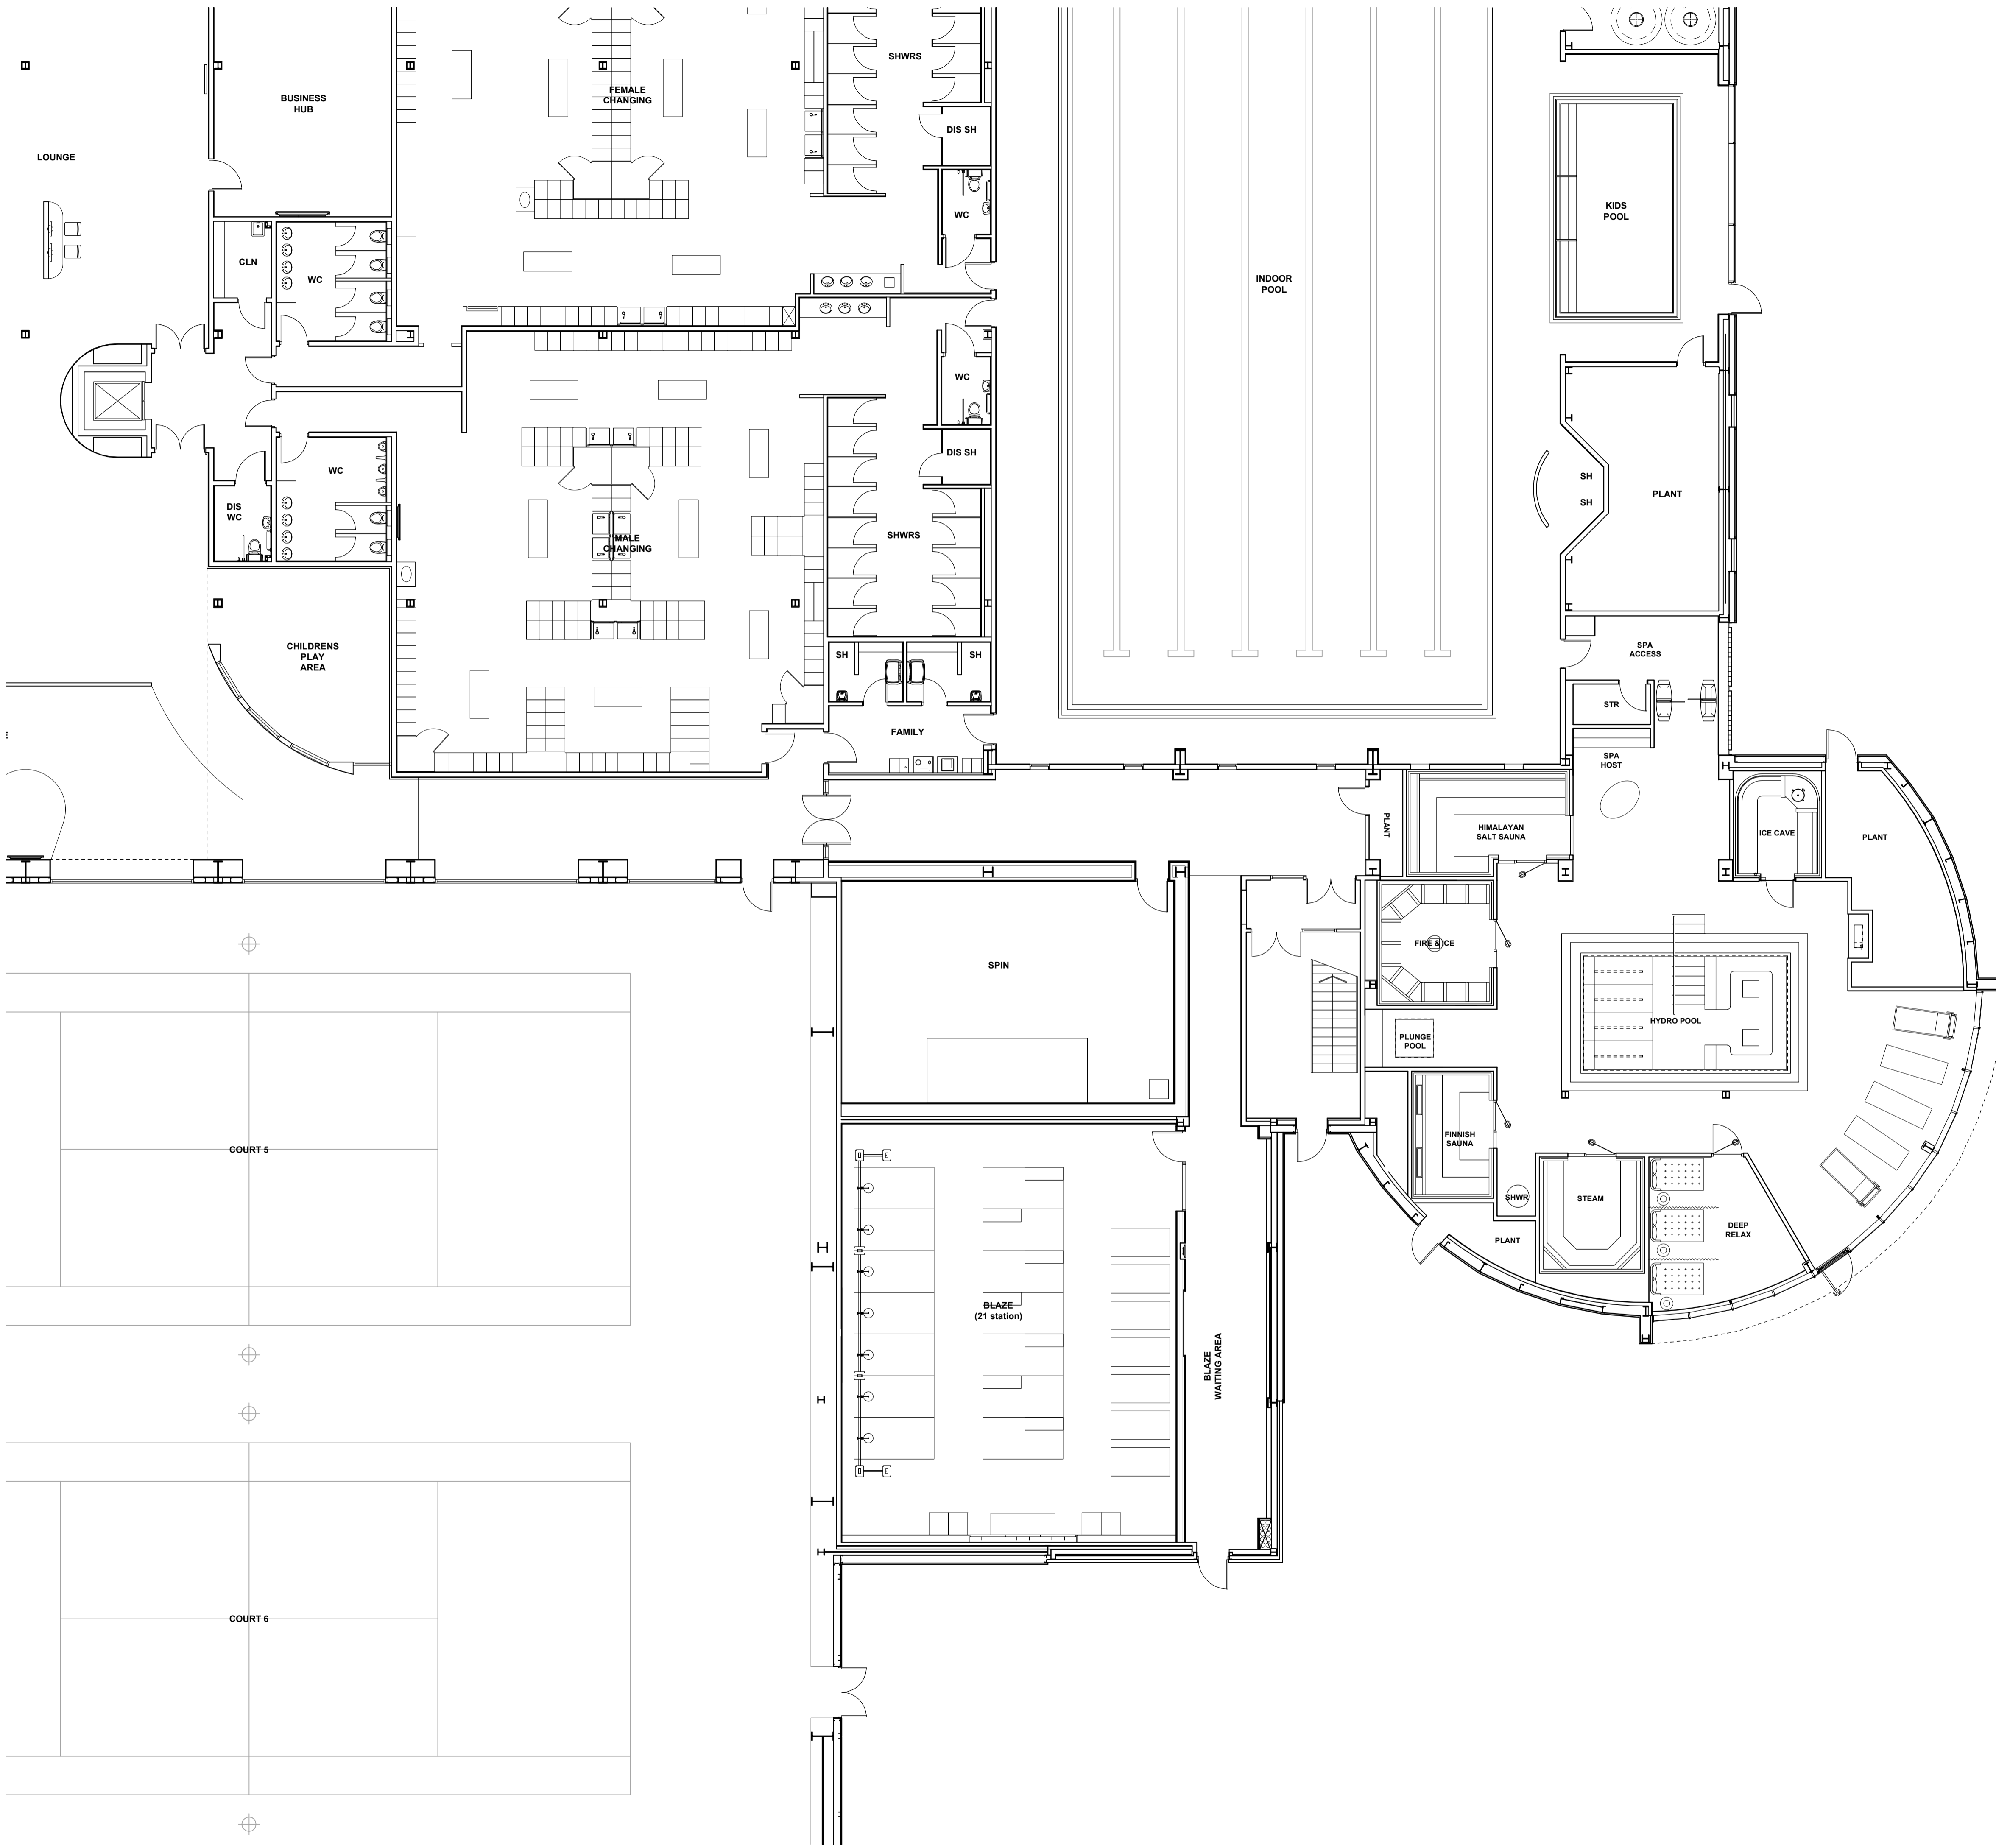 SHWRS
FEMALE
CHANGING
BUSINESS
HUB
DIS SH
LOUNGE
KIDS
POOL
WC
CLN
WC
INDOOR
POOL
WC
DIS SH
WC
SH
SH
PLANT
DIS
WC
SHWRS
MALE
CHANGING
CHILDRENS
PLAY
AREA
SH
SH
SPA
ACCESS
STR
FAMILY
SPA
HOST
PLANT
HIMALAYAN
SALT SAUNA
ICE CAVE
PLANT
FIRE & ICE
SPIN
HYDRO POOL
PLUNGE
POOL
COURT 5
FINNISH
SAUNA
SHWR
STEAM
DEEP
RELAX
PLANT
BLAZE
(21 station)
BLAZE
WAITING AREA
COURT 6